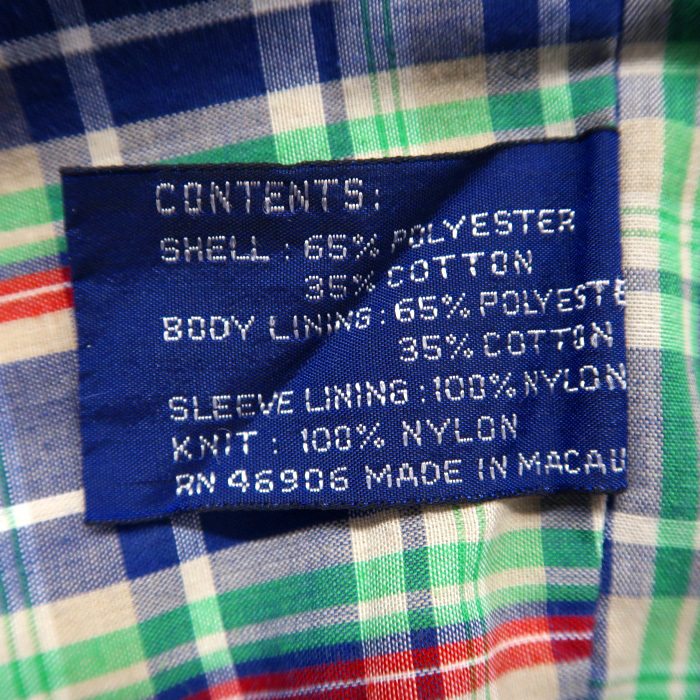 CONTENTS:
SHELL : 65% POLYESTER
35% COTTON
BODY LINING : 65% POLYESTE
35% COTTON
SLEEVE LINING : 100% NYLON
KNIT : 100% NYLON
RN 46906 MADE IN MACAU